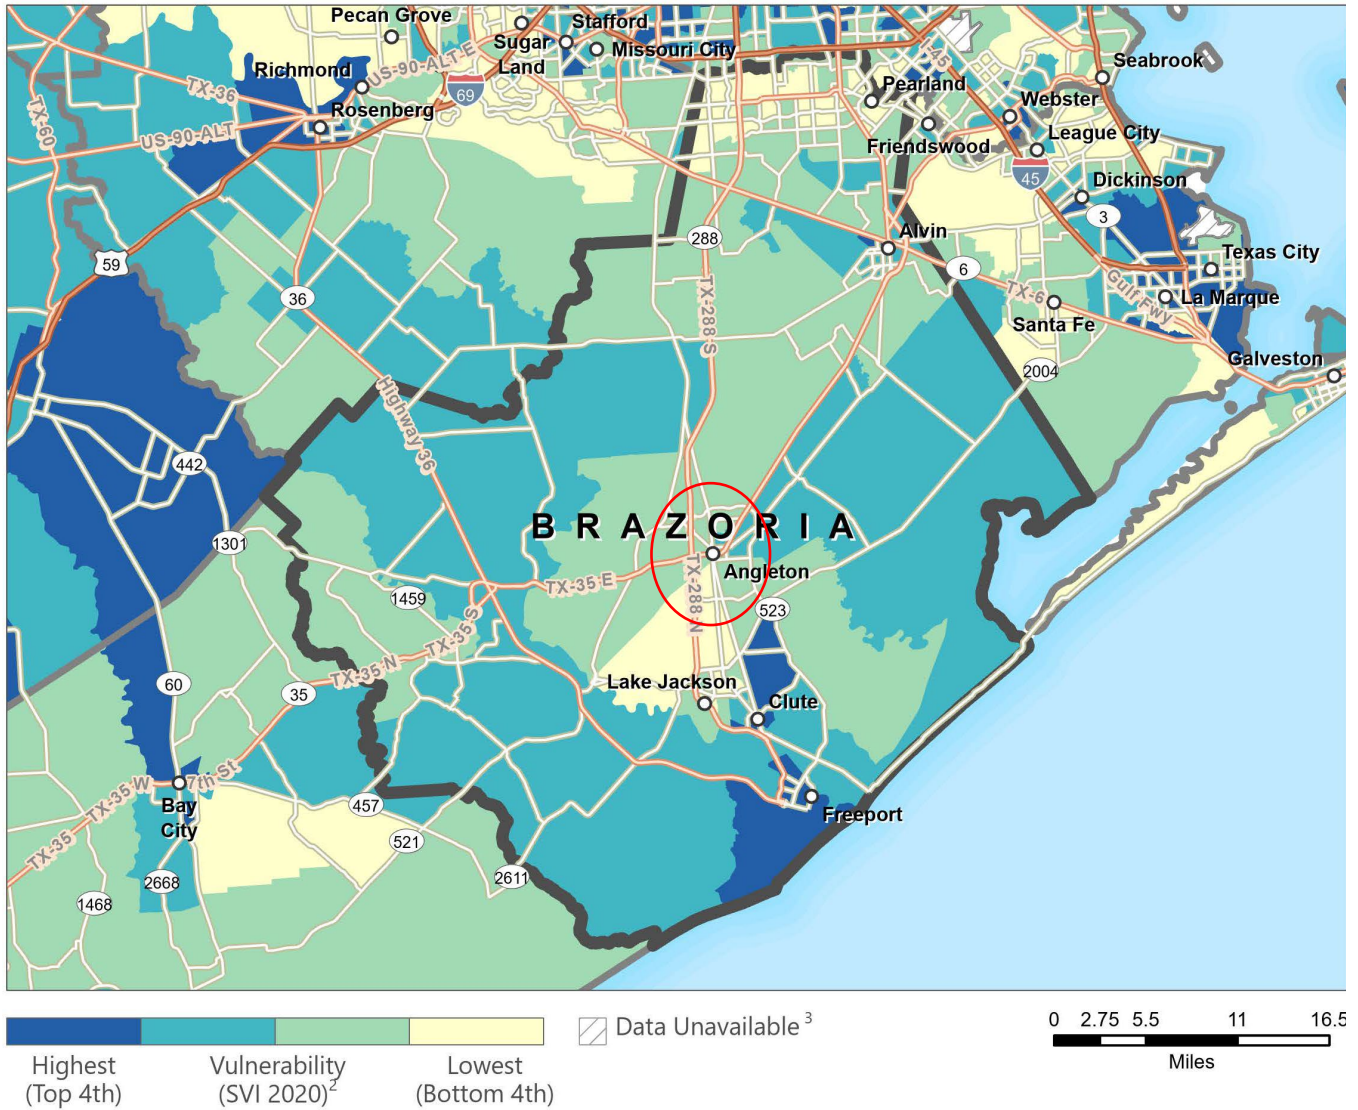 Pecan Grove
Stafford
Sugar
Land
Missouri City
Richmond
US-90-ALT E
I-45
Seabrook
TX-36
69
Pearland
Webster
TX-60
Rosenberg
US-90-ALT
Friendswood
League City
45
Dickinson
3
288
Alvin
59
6
Texas City
36
TX-288 S
TX-6
Gulf Fwy
La Marque
Santa Fe
Galveston
2004
Highway 36
442
BRAZORIA
1301
Angleton
TX-35 E
TX-288 N
1459
523
TX-35 S
TX-35 N
60
35
Lake Jackson
Clute
7th St
TX-35 W
Bay
City
457
Freeport
TX-35
521
2611
2668
1468
Data Unavailable 3
0 2.75 5.5 11 16.5
Miles
Highest
(Top 4th)
Vulnerability
(SVI 2020)2
Lowest
(Bottom 4th)